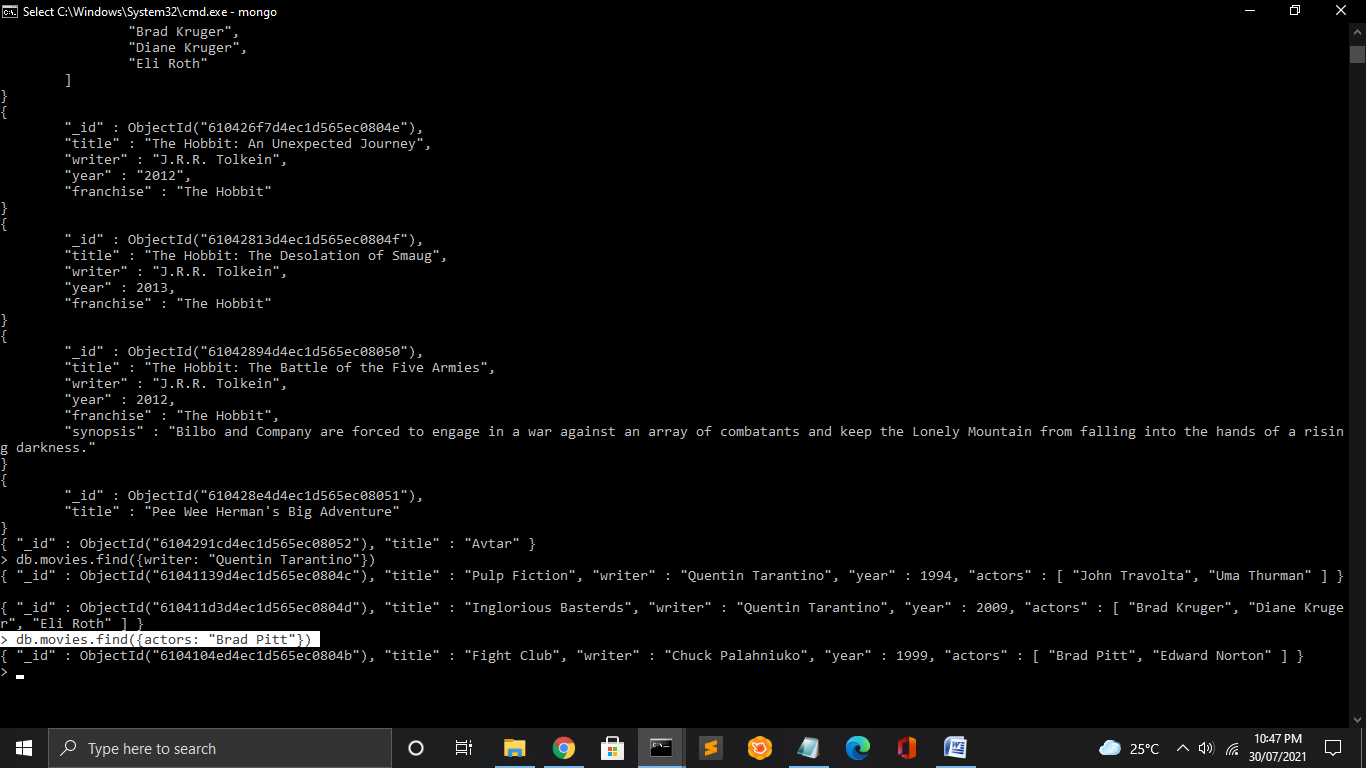 Select C:\Windows\System32\cmd.exe - mongo
"Brad Kruger",
"Diane Kruger",
"Eli Roth"
]
}
{
"_id" : ObjectId("610426f7d4ec1d565ec0804e"),
"title" : "The Hobbit: An Unexpected Journey",
"writer" : "J.R.R. Tolkein",
"year" : "2012",
"franchise" : "The Hobbit"
}
{
"_id" : ObjectId("61042813d4ec1d565ec0804f"),
"title" : "The Hobbit: The Desolation of Smaug",
"writer" : "J.R.R. Tolkein",
"year" : 2013,
"franchise" : "The Hobbit"
}
{
"_id" : ObjectId("61042894d4ec1d565ec08050"),
"title" : "The Hobbit: The Battle of the Five Armies",
"writer" : "J.R.R. Tolkein",
"year" : 2012,
"franchise" : "The Hobbit",
"synopsis" : "Bilbo and Company are forced to engage in a war against an array of combatants and keep the Lonely Mountain from falling into the hands of a risin
g darkness."
}
{
"_id" : ObjectId("610428e4d4ec1d565ec08051"),
"title" : "Pee Wee Herman's Big Adventure"
}
{ "_id" : ObjectId("6104291cd4ec1d565ec08052"), "title" : "Avtar" }
> db.movies.find({writer: "Quentin Tarantino"})
{ "_id" : ObjectId("61041139d4ec1d565ec0804c"), "title" : "Pulp Fiction", "writer" : "Quentin Tarantino", "year" : 1994, "actors" : [ "John Travolta", "Uma Thurman" ] }
{ "_id" : ObjectId("610411d3d4ec1d565ec0804d"), "title" : "Inglorious Basterds", "writer" : "Quentin Tarantino", "year" : 2009, "actors" : [ "Brad Kruger", "Diane Kruge
r", "Eli Roth" ] }
> db.movies.find({actors: "Brad Pitt"})
{ "_id" : ObjectId("6104104ed4ec1d565ec0804b"), "title" : "Fight Club", "writer" : "Chuck Palahniuko", "year" : 1999, "actors" : [ "Brad Pitt", "Edward Norton" ] }
>
Type here to search
25°C
10:47 PM
30/07/2021